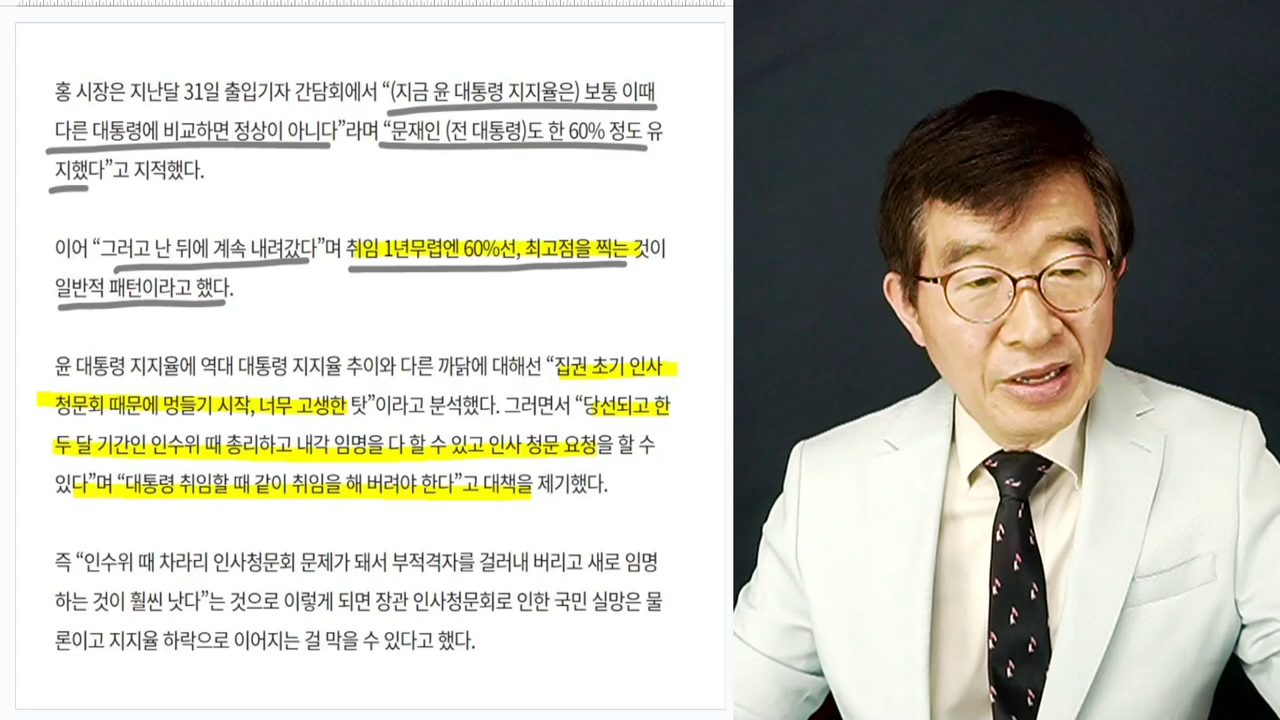 홍 시장은 지난달 31일 출입기자 간담회에서 “(지금 윤 대통령 지지율은) 보통 이때
다른 대통령에 비교하면 정상이 아니다”라며 “문재인 (전 대통령)도 한 60% 정도 유
지했다”고 지적했다.
이어 “그러고 난 뒤에 계속 내려갔다”며 취임 1년무렵엔 60%선, 최고점을 찍는 것이
일반적 패턴이라고 했다.
윤 대통령 지지율에 역대 대통령 지지율 추이와 다른 까닭에 대해선 “집권 초기 인사
청문회 때문에 멍들기 시작, 너무 고생한 탓”이라고 분석했다. 그러면서 “당선되고 한
두 달 기간인 인수위 때 총리하고 내각 임명을 다 할 수 있고 인사 청문 요청을 할 수
있다”며 “대통령 취임할 때 같이 취임을 해 버려야 한다”고 대책을 제기했다.
즉 “인수위 때 차라리 인사청문회 문제가 돼서 부적격자를 걸러내 버리고 새로 임명
하는 것이 훨씬 낫다”는 것으로 이렇게 되면 장관 인사청문회로 인한 국민 실망은 물
론이고 지지율 하락으로 이어지는 걸 막을 수 있다고 했다.